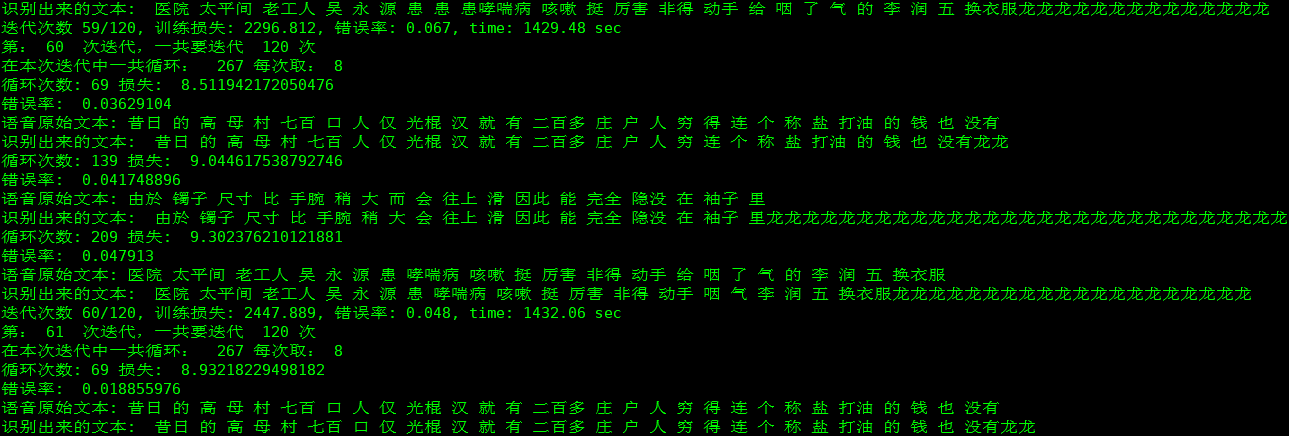 识别出来的文本:  医院 太平间 老工人 吴 永 源 患 患 患哮喘病 咳嗽 挺 厉害 非得 动手 给 咽 了 气 的 李 润 五 换衣服龙龙龙龙龙龙龙龙龙龙龙龙龙龙
迭代次数 59/120, 训练损失: 2296.812, 错误率: 0.067, time: 1429.48 sec
第： 60  次迭代，一共要迭代  120 次
在本次迭代中一共循环：  267 每次取： 8
循环次数: 69 损失:  8.511942172050476
错误率:  0.03629104
语音原始文本: 昔日 的 高 母 村 七百 口 人 仅 光棍 汉 就 有 二百多 庄 户 人 穷 得 连 个 称 盐 打油 的 钱 也 没有
识别出来的文本:  昔日 的 高 母 村 七百 口 人 仅 光棍 汉 就 有 二百多 庄 户 人 穷 连 个 称 盐 打油 的 钱 也 没有龙龙
循环次数: 139 损失:  9.044617538792746
错误率:  0.041748896
语音原始文本: 由於 镯子 尺寸 比 手腕 稍 大 而 会 往上 滑 因此 能 完全 隐没 在 袖子 里
识别出来的文本:  由於 镯子 尺寸 比 手腕 稍 大 会 往上 滑 因此 能 完全 隐没 在 袖子 里龙龙龙龙龙龙龙龙龙龙龙龙龙龙龙龙龙龙龙龙龙龙龙龙龙龙龙龙龙
循环次数: 209 损失:  9.302376210121881
错误率:  0.047913
语音原始文本: 医院 太平间 老工人 吴 永 源 患 哮喘病 咳嗽 挺 厉害 非得 动手 给 咽 了 气 的 李 润 五 换衣服
识别出来的文本:  医院 太平间 老工人 吴 永 源 患 哮喘病 咳嗽 挺 厉害 非得 动手 咽 气 李 润 五 换衣服龙龙龙龙龙龙龙龙龙龙龙龙龙龙龙龙龙龙龙龙
迭代次数 60/120, 训练损失: 2447.889, 错误率: 0.048, time: 1432.06 sec
第： 61  次迭代，一共要迭代  120 次
在本次迭代中一共循环：  267 每次取： 8
循环次数: 69 损失:  8.93218229498182
错误率:  0.018855976
语音原始文本: 昔日 的 高 母 村 七百 口 人 仅 光棍 汉 就 有 二百多 庄 户 人 穷 得 连 个 称 盐 打油 的 钱 也 没有
识别出来的文本:  昔日 的 高 母 村 七百 口 仅 光棍 汉 就 有 二百多 庄 户 人 穷 得 连 个 称 盐 打油 的 钱 也 没有龙龙